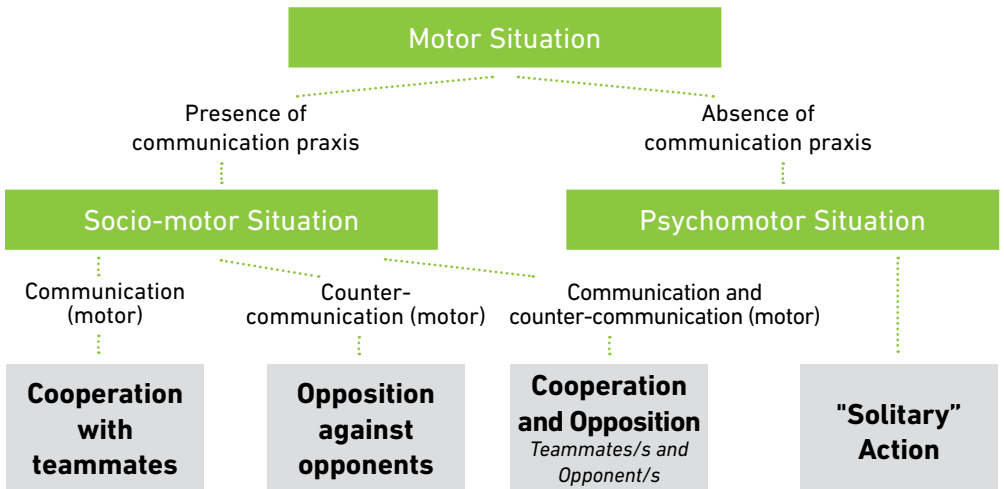 Motor Situation
Presence of
communication praxis
Absence of
communication praxis
Socio-motor Situation
Psychomotor Situation
Communication
(motor)
Counter-
communication (motor)
Communication and
counter-communication (motor)
Cooperation
with
teammates
Opposition
against
opponents
Cooperation
and Opposition
Teammates/s and
Opponent/s
"Solitary”
Action